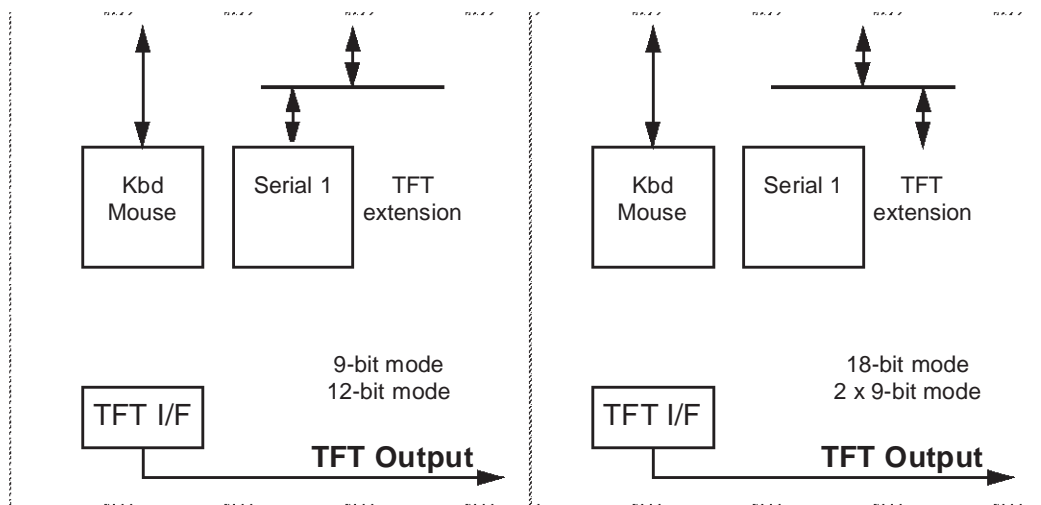 Kbd
Mouse
Serial 1
TFT
extension
9-bit mode
12-bit mode
TFT I/F
TFT Output
Kbd
Mouse
Serial 1
TFT
extension
18-bit mode
2 x 9-bit mode
TFT I/F
TFT Output